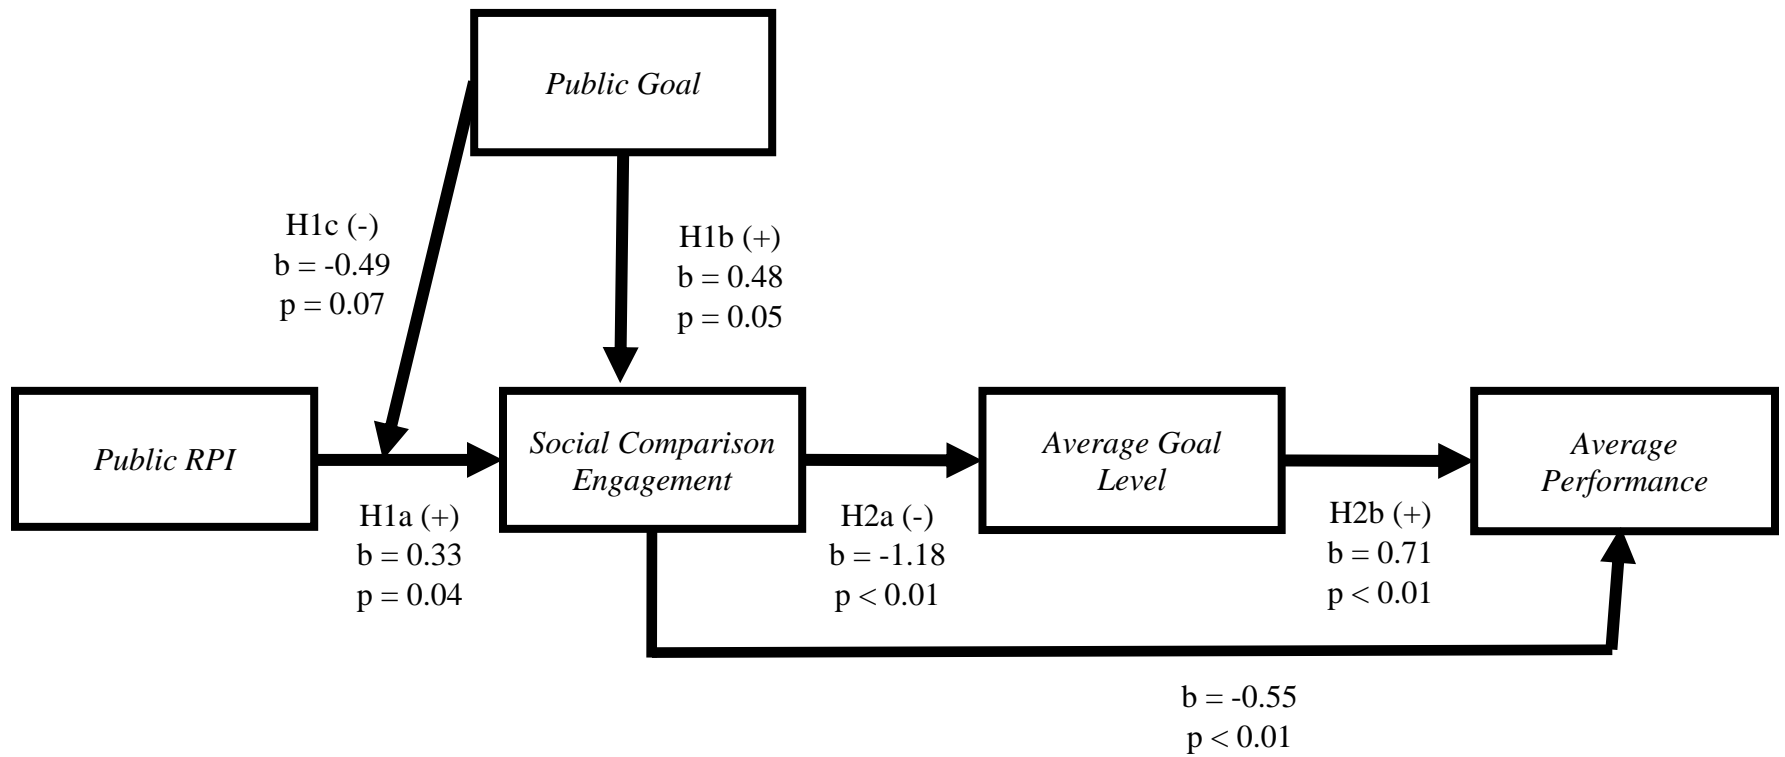 Public Goal
H1c (-)
b = -0.49
p = 0.07
H1b (+)
b = 0.48
p = 0.05
Public RPI
Social Comparison
Engagement
Average Goal
Level
Average
Performance
H1a (+)
b = 0.33
p = 0.04
H2a (-)
b = -1.18
p < 0.01
H2b (+)
b = 0.71
p < 0.01
b = -0.55
p < 0.01